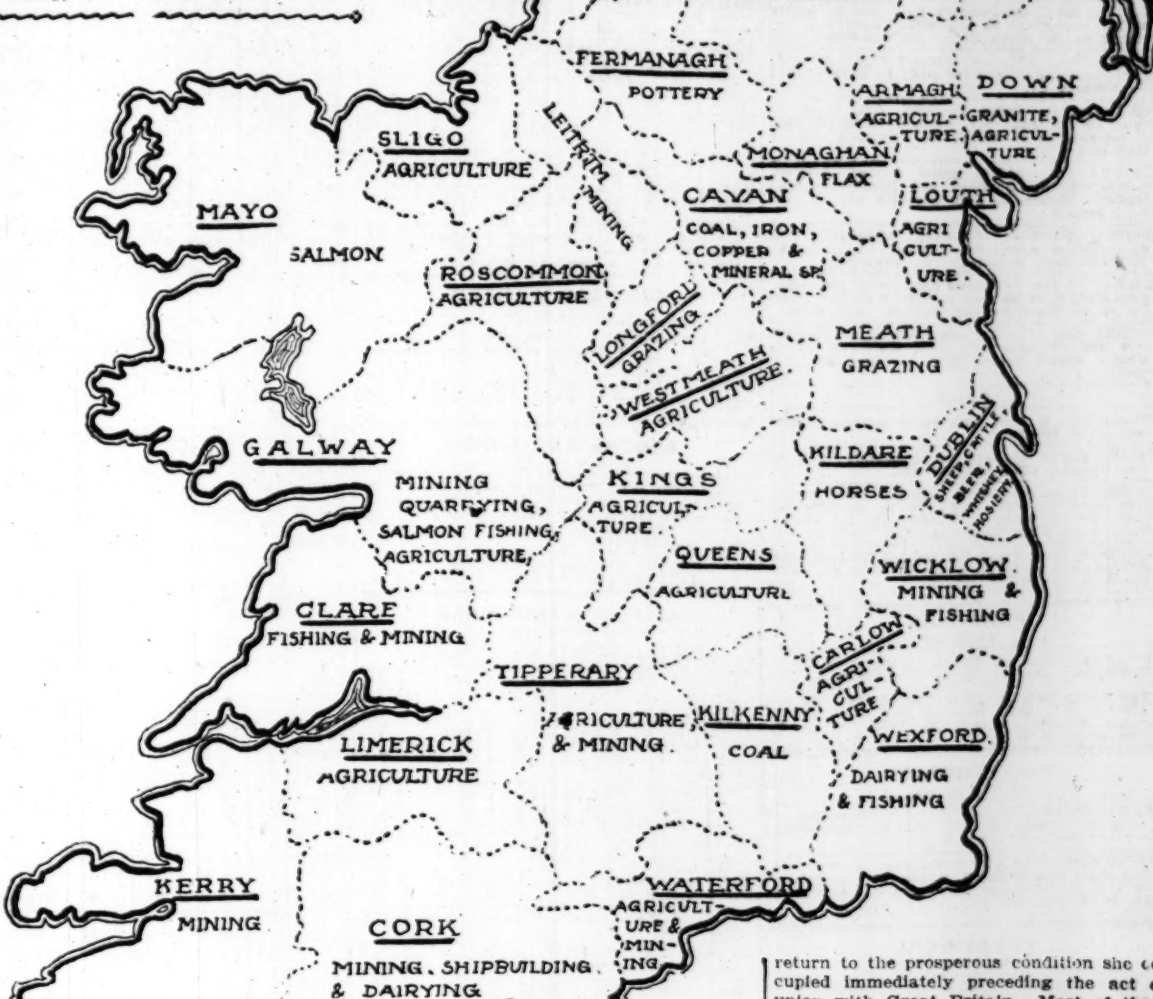 FERMANAGH
POTTERY
ARMAGH
AGRICUL-
TURE
DOWN
GRANITE,
AGRICUL-
TURE
LEITRIM
MINING
SLIGO
AGRICULTURE
MONAGHAN
FLAX
MAYO
SALMON
CAVAN
COAL, IRON,
COPPER &
MINERAL SP.
LOUTH
AGRI
CULT-
URE.
ROSCOMMON
AGRICULTURE
LONGFORD
GRAZING
MEATH
GRAZING
WESTMEATH
AGRICULTURE.
GALWAY
MINING
QUARRYING,
SALMON FISHING,
AGRICULTURE,
KINGS
AGRICUL-
TURE
KILDARE
HORSES
DUBLIN
SHEEP, CATTLE
BEER,
WHISKEY
HOSIERY
QUEENS
AGRICULTURE
WICKLOW.
MINING &
FISHING
CLARE
FISHING & MINING
CARLOW
AGRI-
CUL-
TURE
TIPPERARY
AGRICULTURE
& MINING.
KILKENNY
COAL
WEXFORD.
DAIRYING
& FISHING
LIMERICK
AGRICULTURE
KERRY
MINING
CORK
MINING. SHIPBUILDING.
& DAIRYING
WATERFORD
AGRICULT-
URE &
MIN-
ING
return to the prosperous condition she
cupied immediately preceding the act
union with Great Britain.